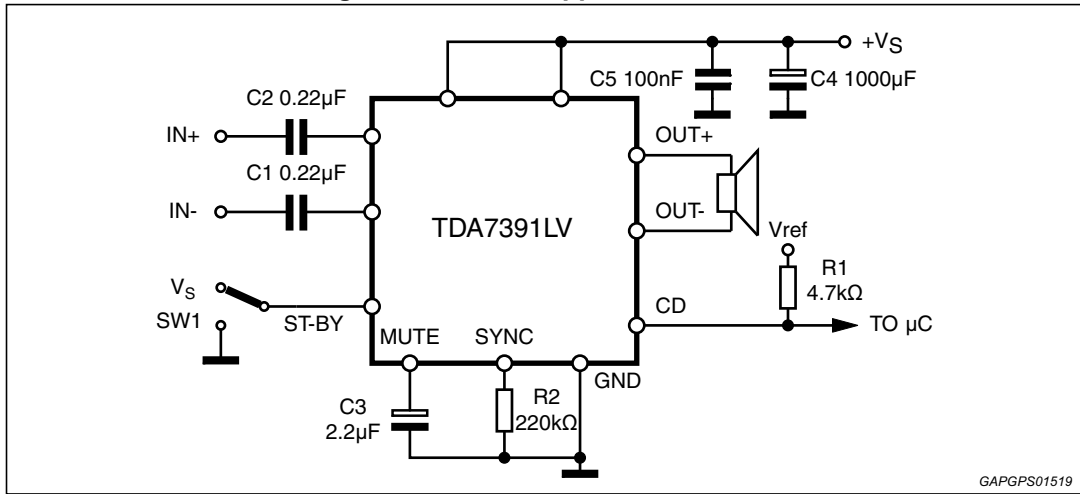 +VS
C5 100nF
C4 1000µF
C2 0.22µF
IN+
OUT+
C1 0.22µF
IN-
OUT-
TDA7391LV
Vref
R1
4.7kΩ
VS
SW1
ST-BY
CD
TO µC
MUTE
SYNC
GND
C3
2.2µF
R2
220kΩ
GAPGPS01519